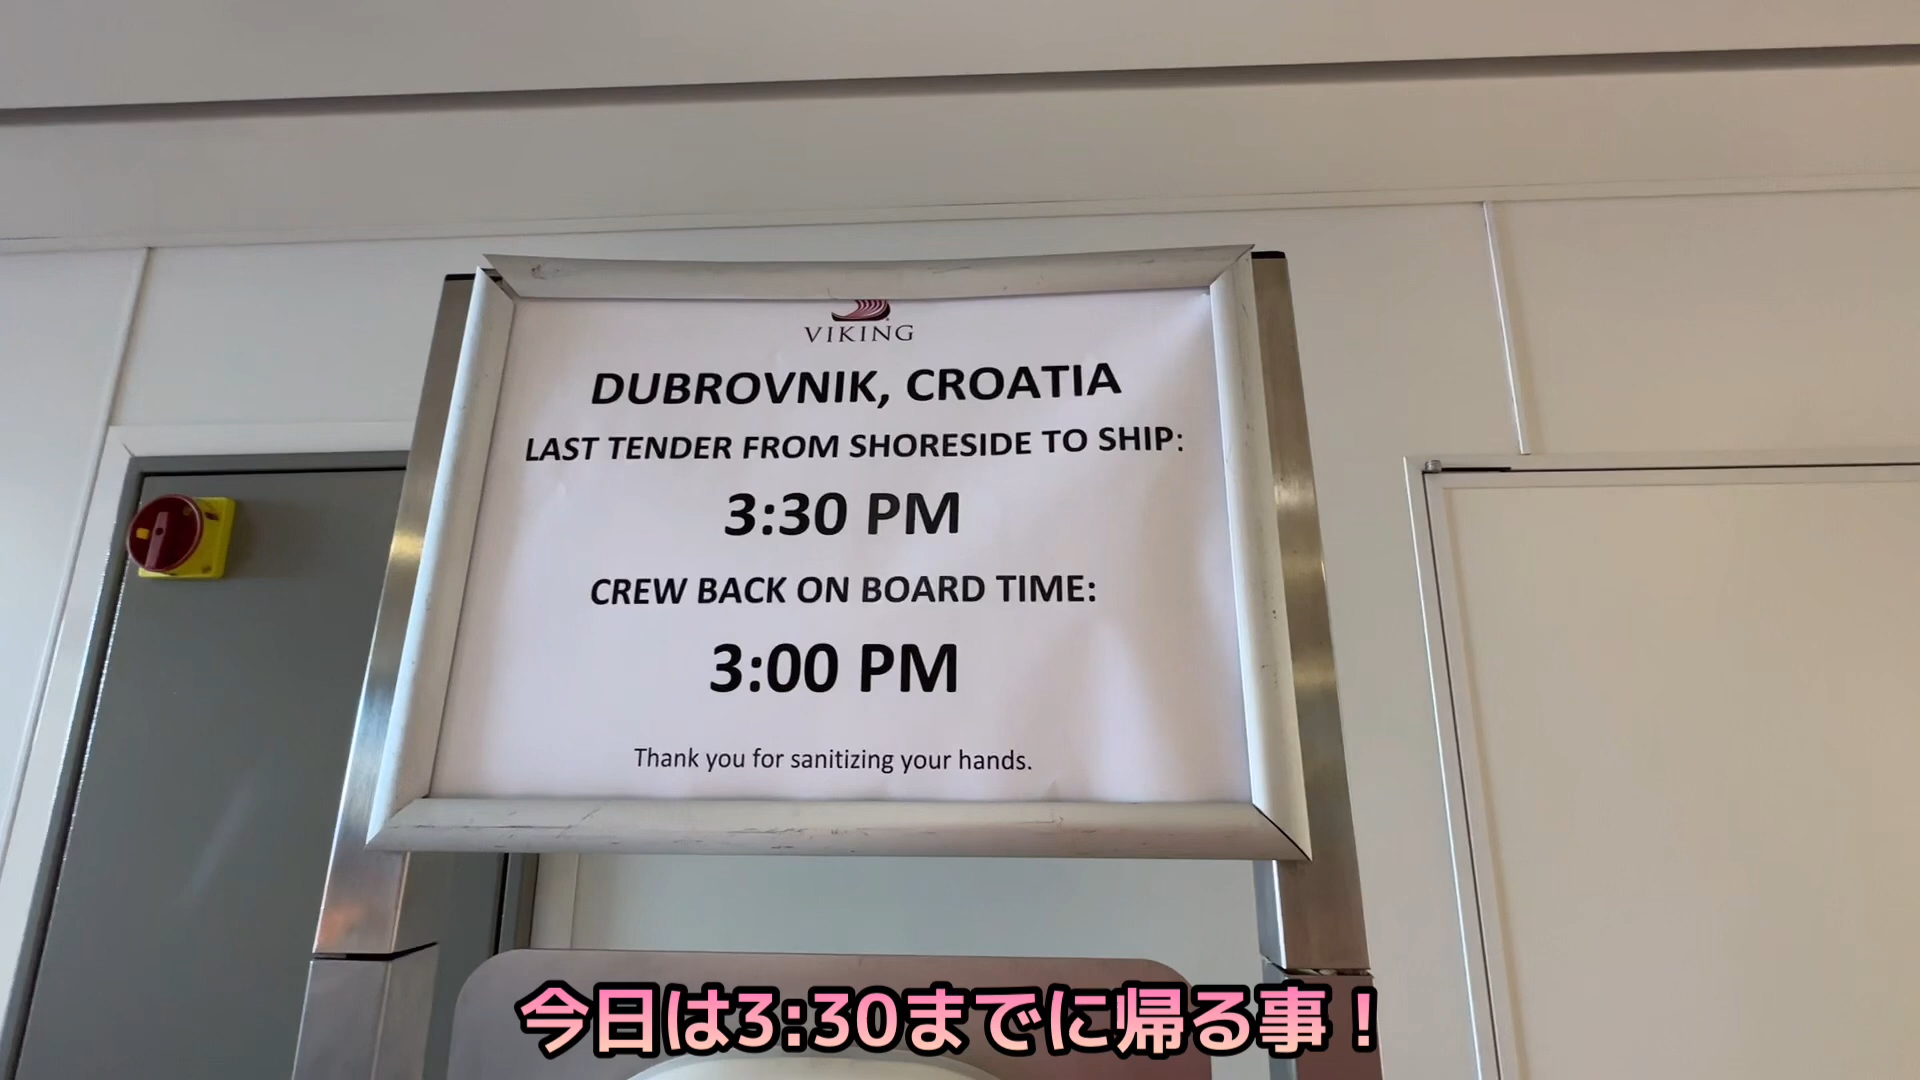 VIKING
DUBROVNIK, CROATIA
LAST TENDER FROM SHORESIDE TO SHIP:
3:30 PM
CREW BACK ON BOARD TIME:
3:00 PM
Thank you for sanitizing your hands.
今日は3:30までに帰る事！